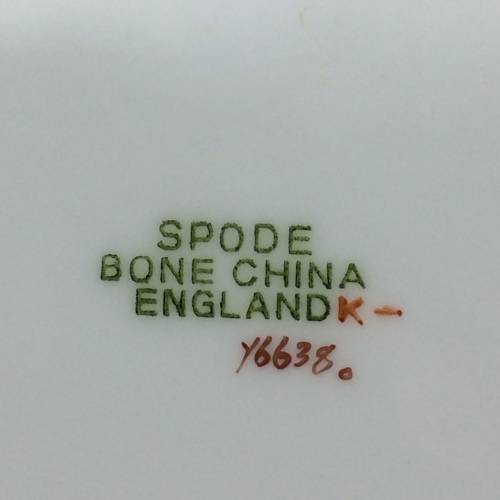 SPODE
BONE CHINA
ENGLAND K-
Y6638.